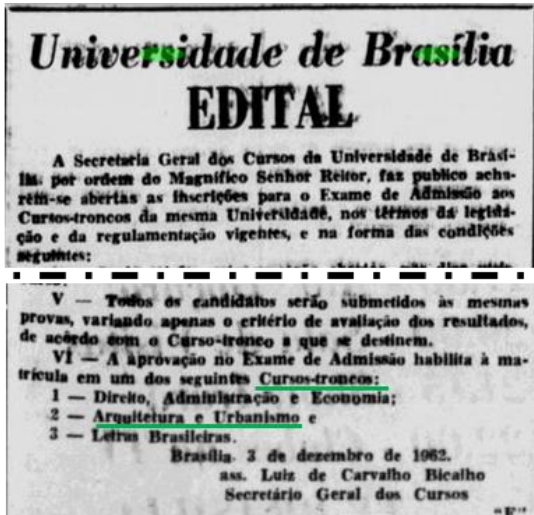 Universidade de Brasília
EDITAL
A Secretaria Geral dos Cursos da Universidade de Brasí-
lia, por ordem do Magnífico Senhor Reitor, faz publico acha-
rem-se abertas as inscrições para o Exame de Admissão aos
Cursos-troncos da mesma Universidade, nos têrmos da legisla-
ção e da regulamentação vigentes, e na forma das condições
seguintes:
V — Todos os candidatos serão submetidos às mesmas
provas, variando apenas o critério de avaliação dos resultados,
de acôrdo com o Curso-tronco a que se destinem.
VI — A aprovação no Exame de Admissão habilita à ma-
trícula em um dos seguintes Cursos-troncos:
1 — Direito, Administração e Economia;
2 — Arquitetura e Urbanismo e
3 — Letras Brasileiras.
Brasília 3 de dezembro de 1962.
ass. Luiz de Carvalho Bicalho
Secretário Geral dos Cursos